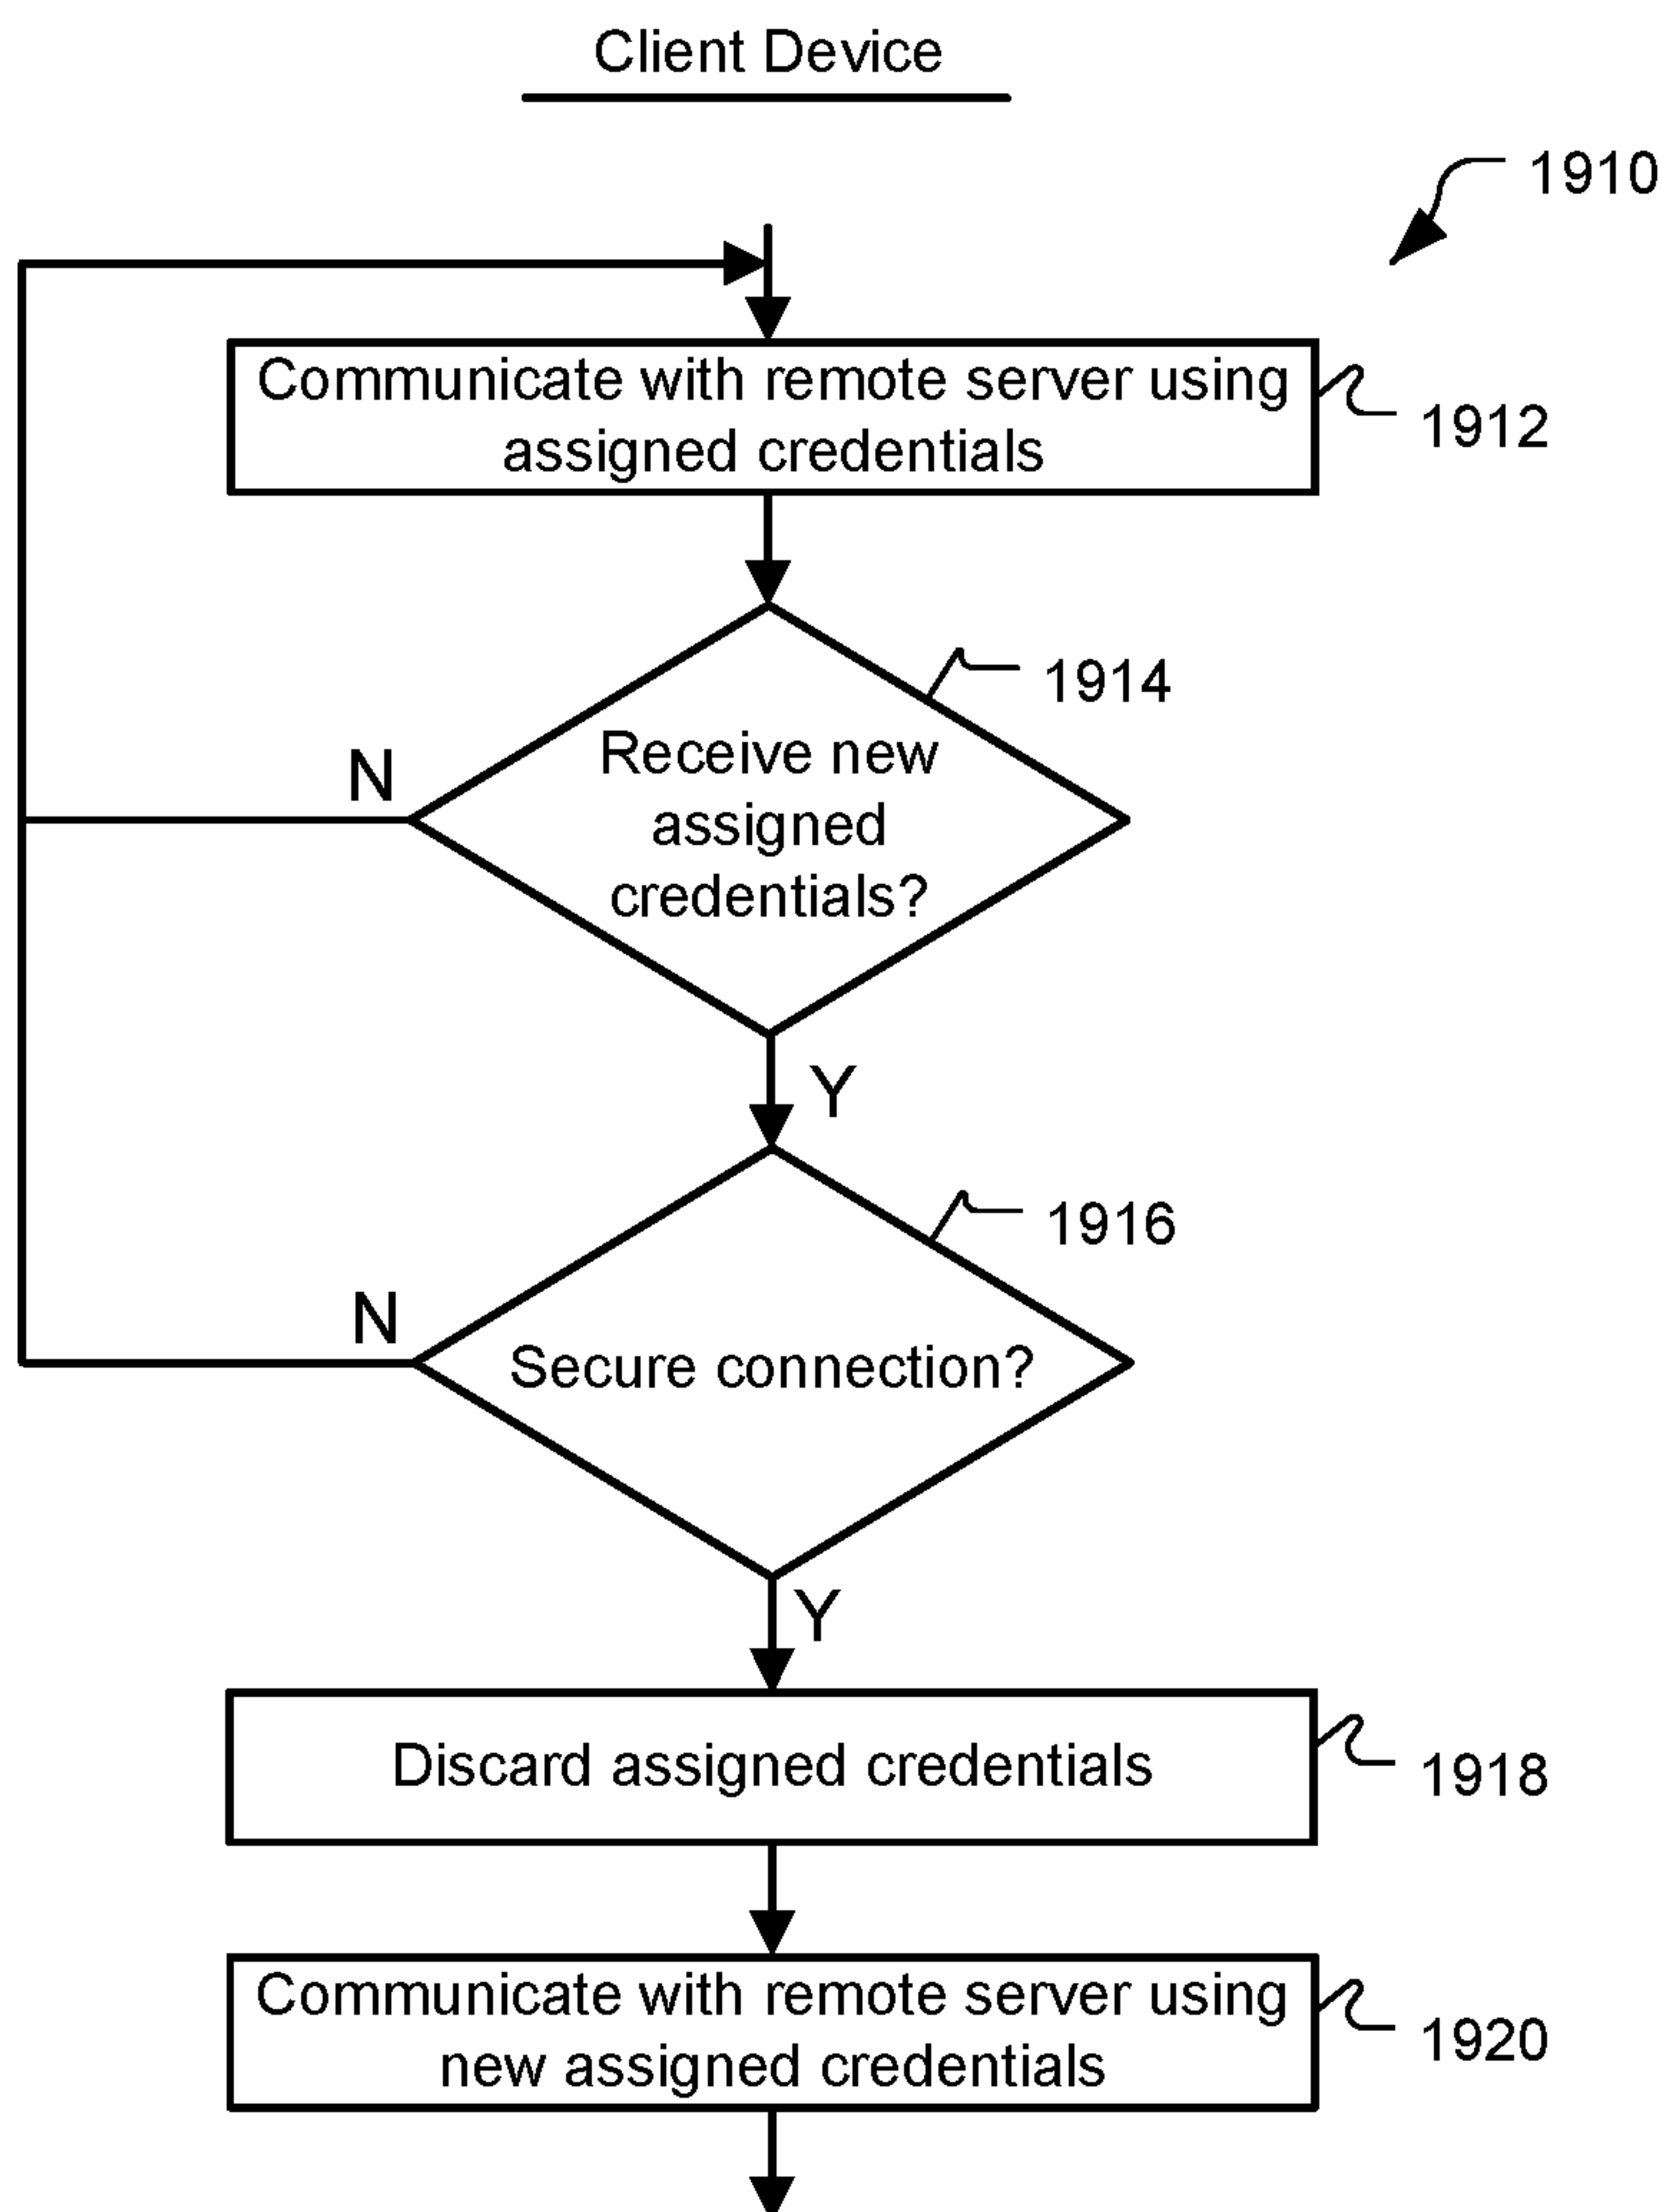 Client Device
1910
Communicate with remote server using
assigned credentials
1912
1914
Receive new
assigned
credentials?
N
Y
1916
N
Secure connection?
Y
Discard assigned credentials
1918
Communicate with remote server using
new assigned credentials
1920